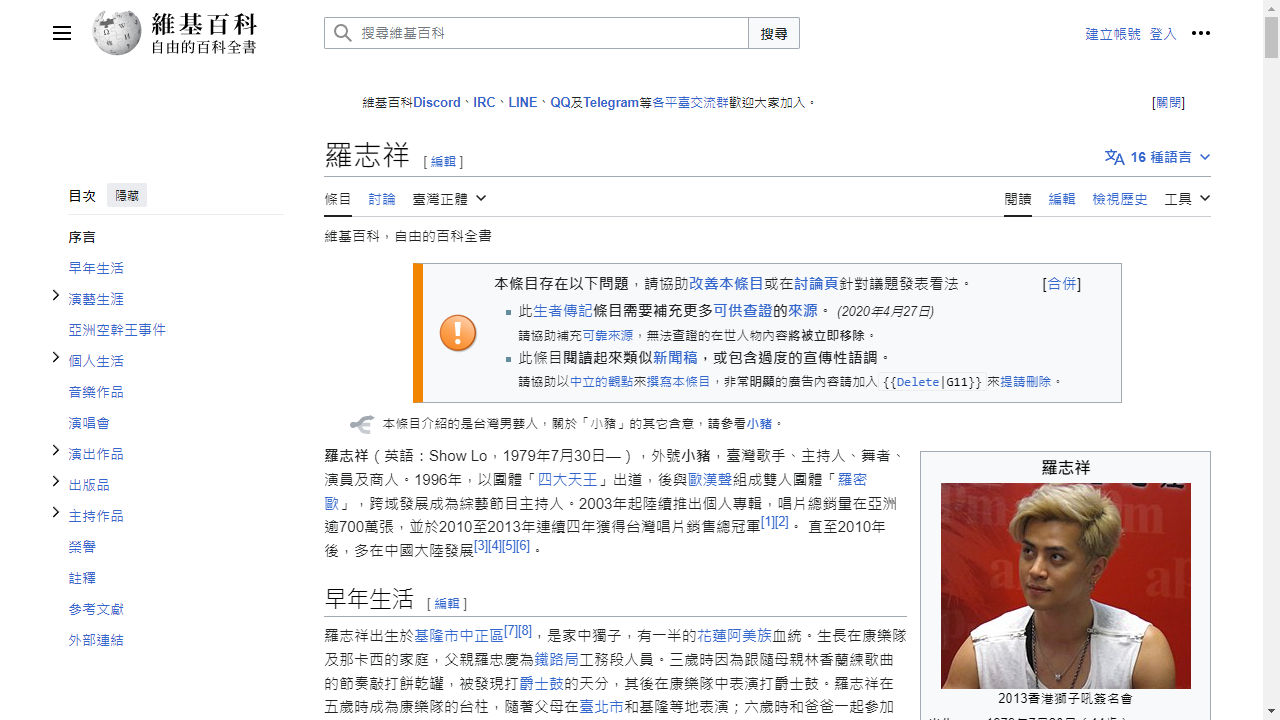 維基百科
自由的百科全書
搜尋維基百科
搜尋
建立帳號 登入
維基百科Discord、IRC、LINE、QQ及Telegram等各平臺交流群歡迎大家加入。
[關閉]
羅志祥 [ 編輯 ]
16 種語言
目次 隱藏
序言
早年生活
演藝生涯
亞洲空幹王事件
個人生活
音樂作品
演唱會
演出作品
出版品
主持作品
榮譽
註釋
參考文獻
外部連結
條目 討論 臺灣正體
閱讀 編輯 檢視歷史 工具
維基百科，自由的百科全書
本條目存在以下問題，請協助改善本條目或在討論頁針對議題發表看法。 [合併]
此生者傳記條目需要補充更多可供查證的來源。 (2020年4月27日)
請協助補充可靠來源，無法查證的在世人物內容將被立即移除。
此條目閱讀起來類似新聞稿，或包含過度的宣傳性語調。
請協助以中立的觀點來撰寫本條目，非常明顯的廣告內容請加入{{Delete|G11}}來提請刪除。
本條目介紹的是台灣男藝人，關於「小豬」的其它含意，請參看小豬。
羅志祥（英語：Show Lo，1979年7月30日—），外號小豬，臺灣歌手、主持人、舞者、
演員及商人。1996年，以團體「四大天王」出道，後與歐漢聲組成雙人團體「羅密
歐」，跨域發展成為綜藝節目主持人。2003年起陸續推出個人專輯，唱片總銷量在亞洲
逾700萬張，並於2010至2013年連續四年獲得台灣唱片銷售總冠軍[1][2]。 直至2010年
後，多在中國大陸發展[3][4][5][6]。
早年生活 [ 編輯 ]
羅志祥出生於基隆市中正區[7][8]，是家中獨子，有一半的花蓮阿美族血統。生長在康樂隊
及那卡西的家庭，父親羅忠慶為鐵路局工務段人員。三歲時因為跟隨母親林香蘭練歌曲
的節奏敲打餅乾罐，被發現打爵士鼓的天分，其後在康樂隊中表演打爵士鼓。羅志祥在
五歲時成為康樂隊的台柱，隨著父母在臺北市和基隆等地表演；六歲時和爸爸一起參加
羅志祥
2013香港獅子吼簽名會